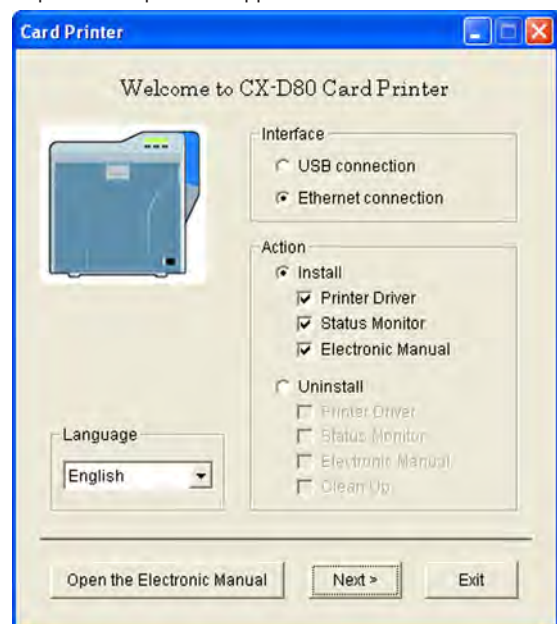 Card Printer
Welcome to CX-D80 Card Printer
Interface
USB connection
Ethernet connection
Action
Install
Printer Driver
Status Monitor
Electronic Manual
Uninstall
Printer Driver
Status Monitor
Electronic Manual
Clean Up
Language
English
Open the Electronic Manual
Next >
Exit